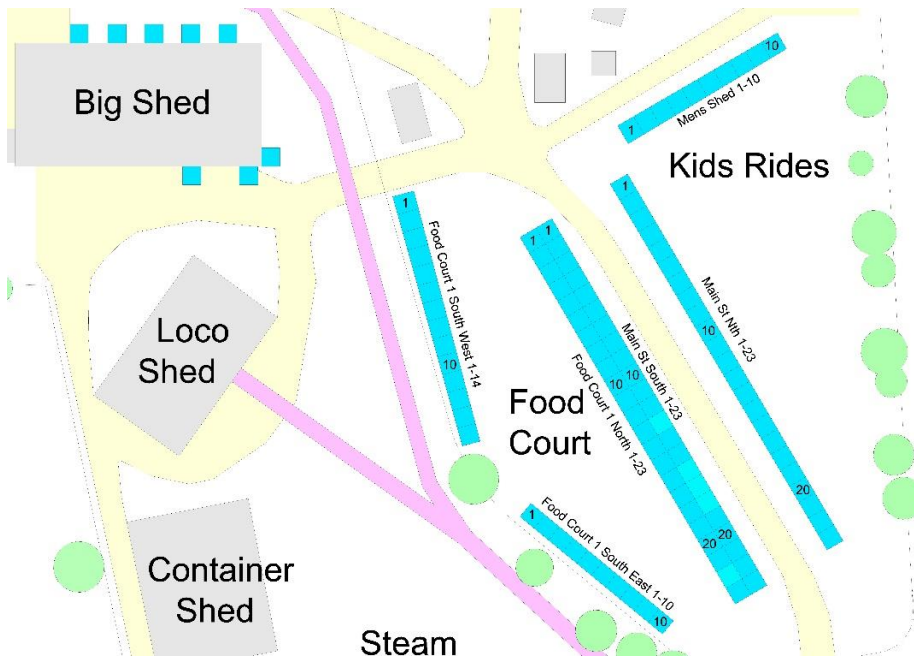 Big Shed
10
1
Mens Shed 1-10
Kids Rides
1
Food Court 1 South West 1-14
10
1
1
Main St South 1-23
Food Court 1 North 1-23
10
10
20
20
1
Main St Nth 1-23
10
20
Loco
Shed
Food
Court
1
Food Court 1 South East 1-10
10
Container
Shed
Steam